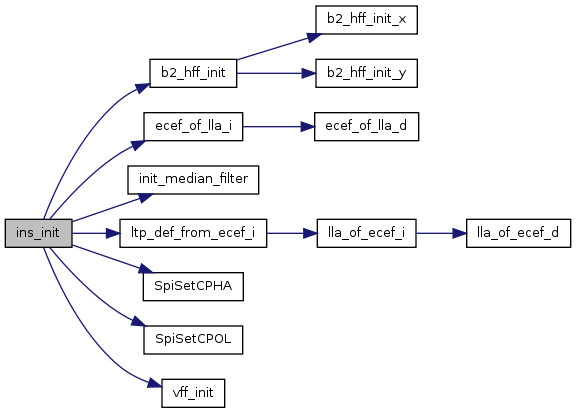 b2_hff_init_x
b2_hff_init
b2_hff_init_y
ecef_of_lla_i
ecef_of_lla_d
init_median_filter
ins_init
ltp_def_from_ecef_i
lla_of_ecef_i
lla_of_ecef_d
SpiSetCPHA
SpiSetCPOL
vff_init